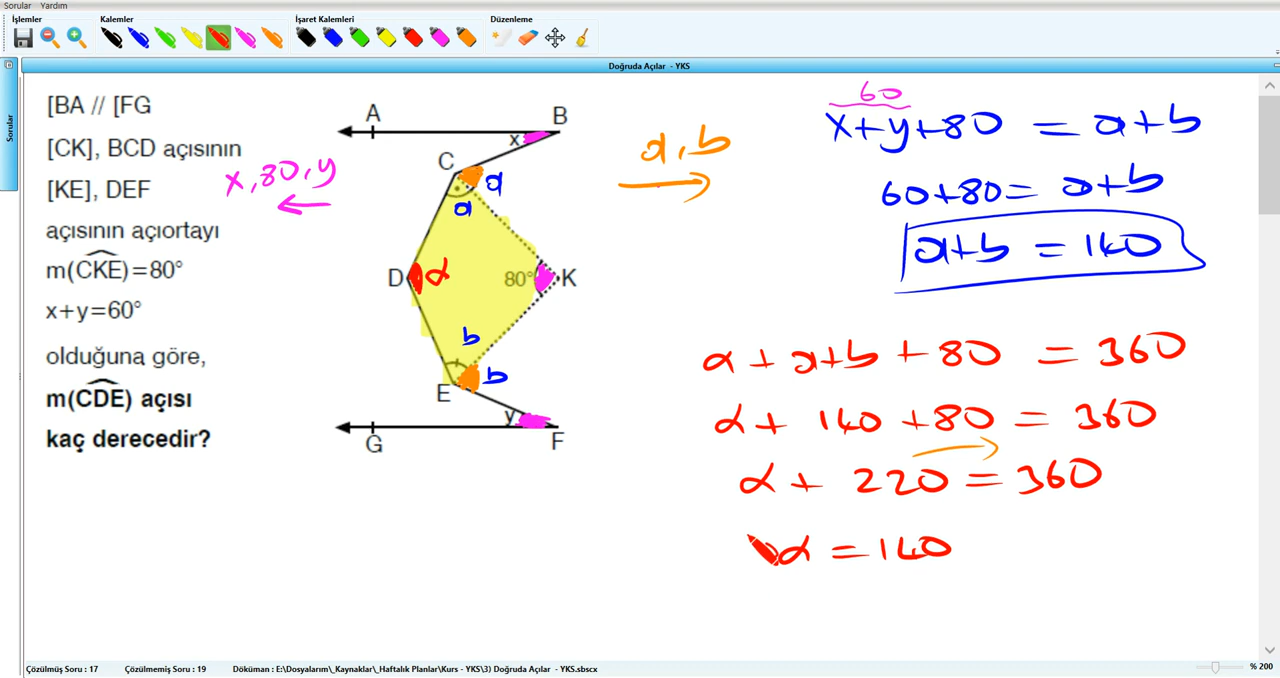 Sorular Yardım
İşlemler Kalemler İşaret Kalemleri Düzenleme
Doğruda Açılar - YKS
Sorular
[BA // [FG
[CK], BCD açısının
[KE], DEF
açısının açıortayı
m(CKE)=80°
x+y=60°
olduğuna göre,
m(CDE) açısı
kaç derecedir?
x,80,y
A B
x
C
a
a
D α 80° K
b
b
E
y
G F
a,b
60
x+y+80 = a+b
60+80= a+b
a+b = 140
α + a+b + 80 = 360
α + 140 +80 = 360
α + 220 = 360
α = 140
Çözülmüş Soru : 17 Çözülmemiş Soru : 19 Döküman : E:\Dosyalarım\_Kaynaklar\_Haftalık Planlar\Kurs - YKS\3) Doğruda Açılar - YKS.sbscx % 200